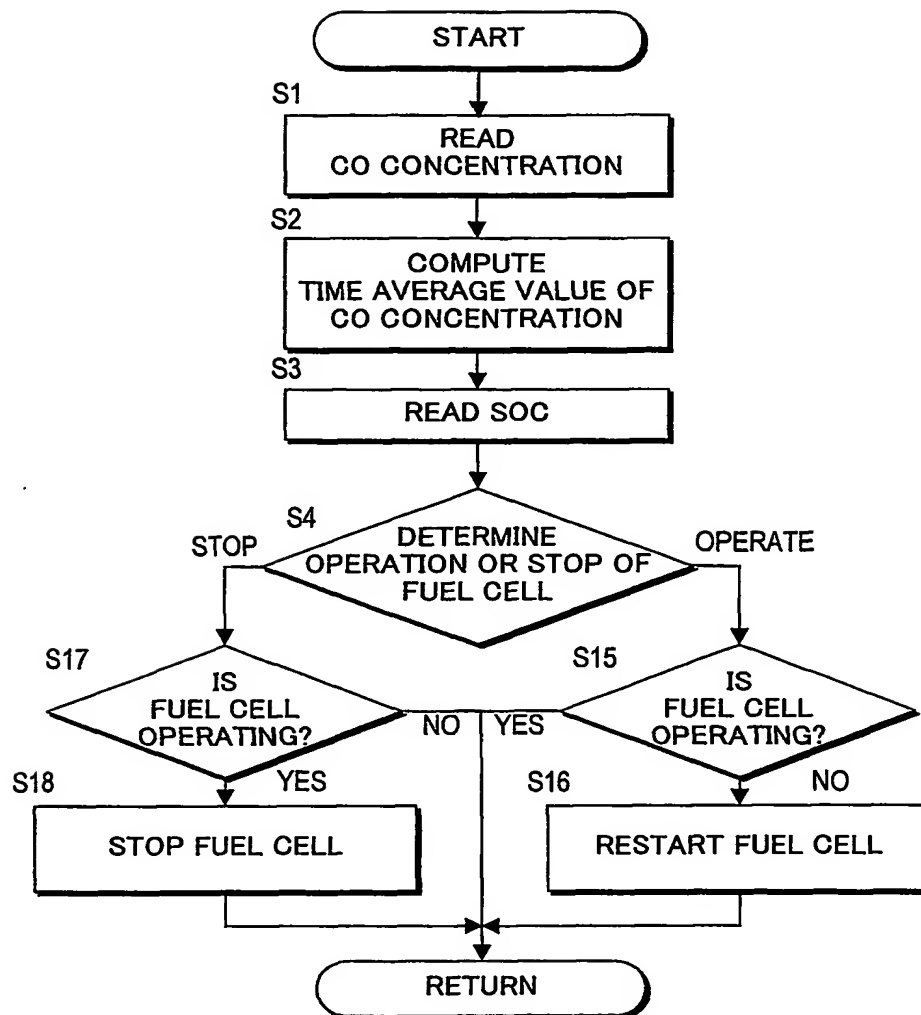 START
S1
READ
CO CONCENTRATION
S2
COMPUTE
TIME AVERAGE VALUE OF
CO CONCENTRATION
S3
READ SOC
S4
DETERMINE
OPERATION OR STOP OF
FUEL CELL
STOP
OPERATE
S17
IS
FUEL CELL
OPERATING?
NO
YES
S15
IS
FUEL CELL
OPERATING?
S18
YES
STOP FUEL CELL
S16
NO
RESTART FUEL CELL
RETURN